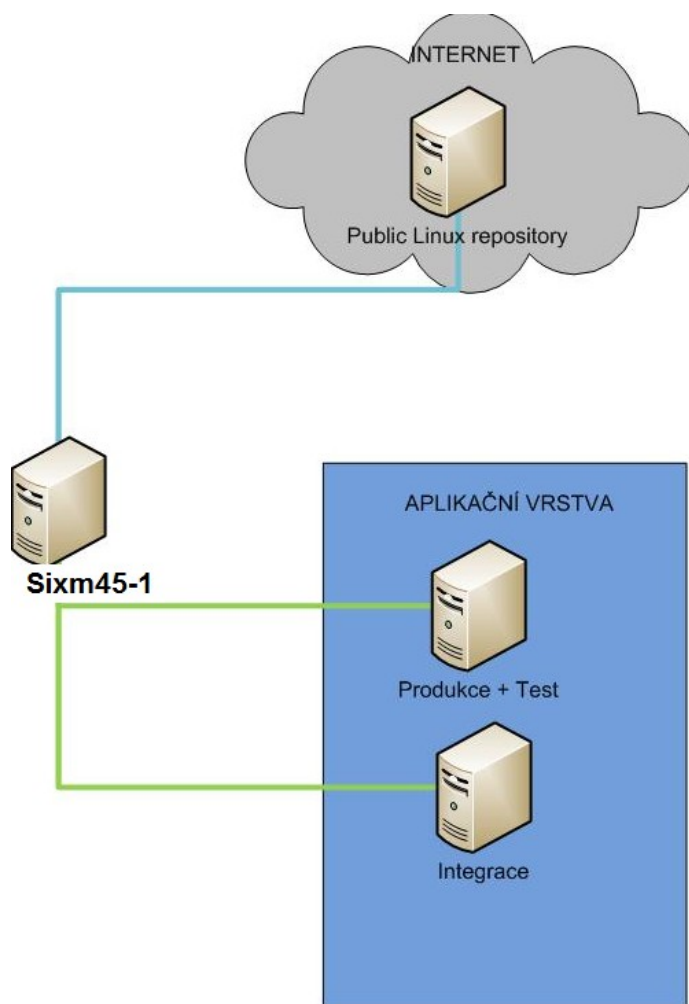 INTERNET
Public Linux repository
Sixm45-1
APLIKAČNÍ VRSTVA
Produkce + Test
Integrace